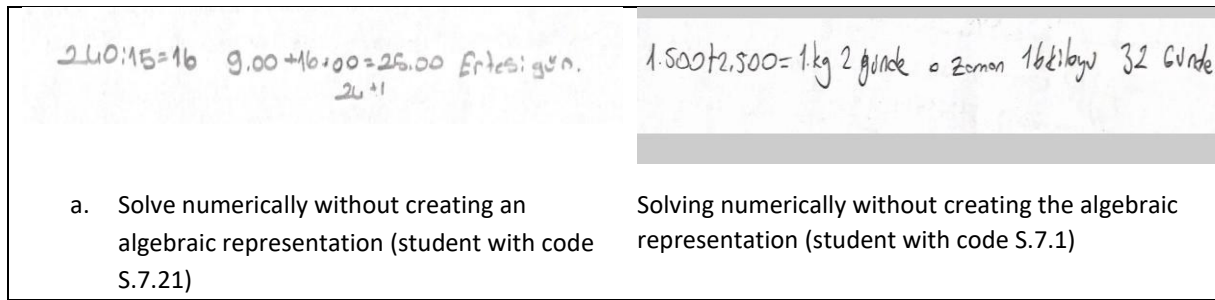 240:15=16 9.00+16:00=25.00 Ertesi gün.
24+1
1.500+2.500=1.kg 2 günde o zaman 16kiloyu 32 Günde
a. Solve numerically without creating an
algebraic representation (student with code
S.7.21)
Solving numerically without creating the algebraic
representation (student with code S.7.1)